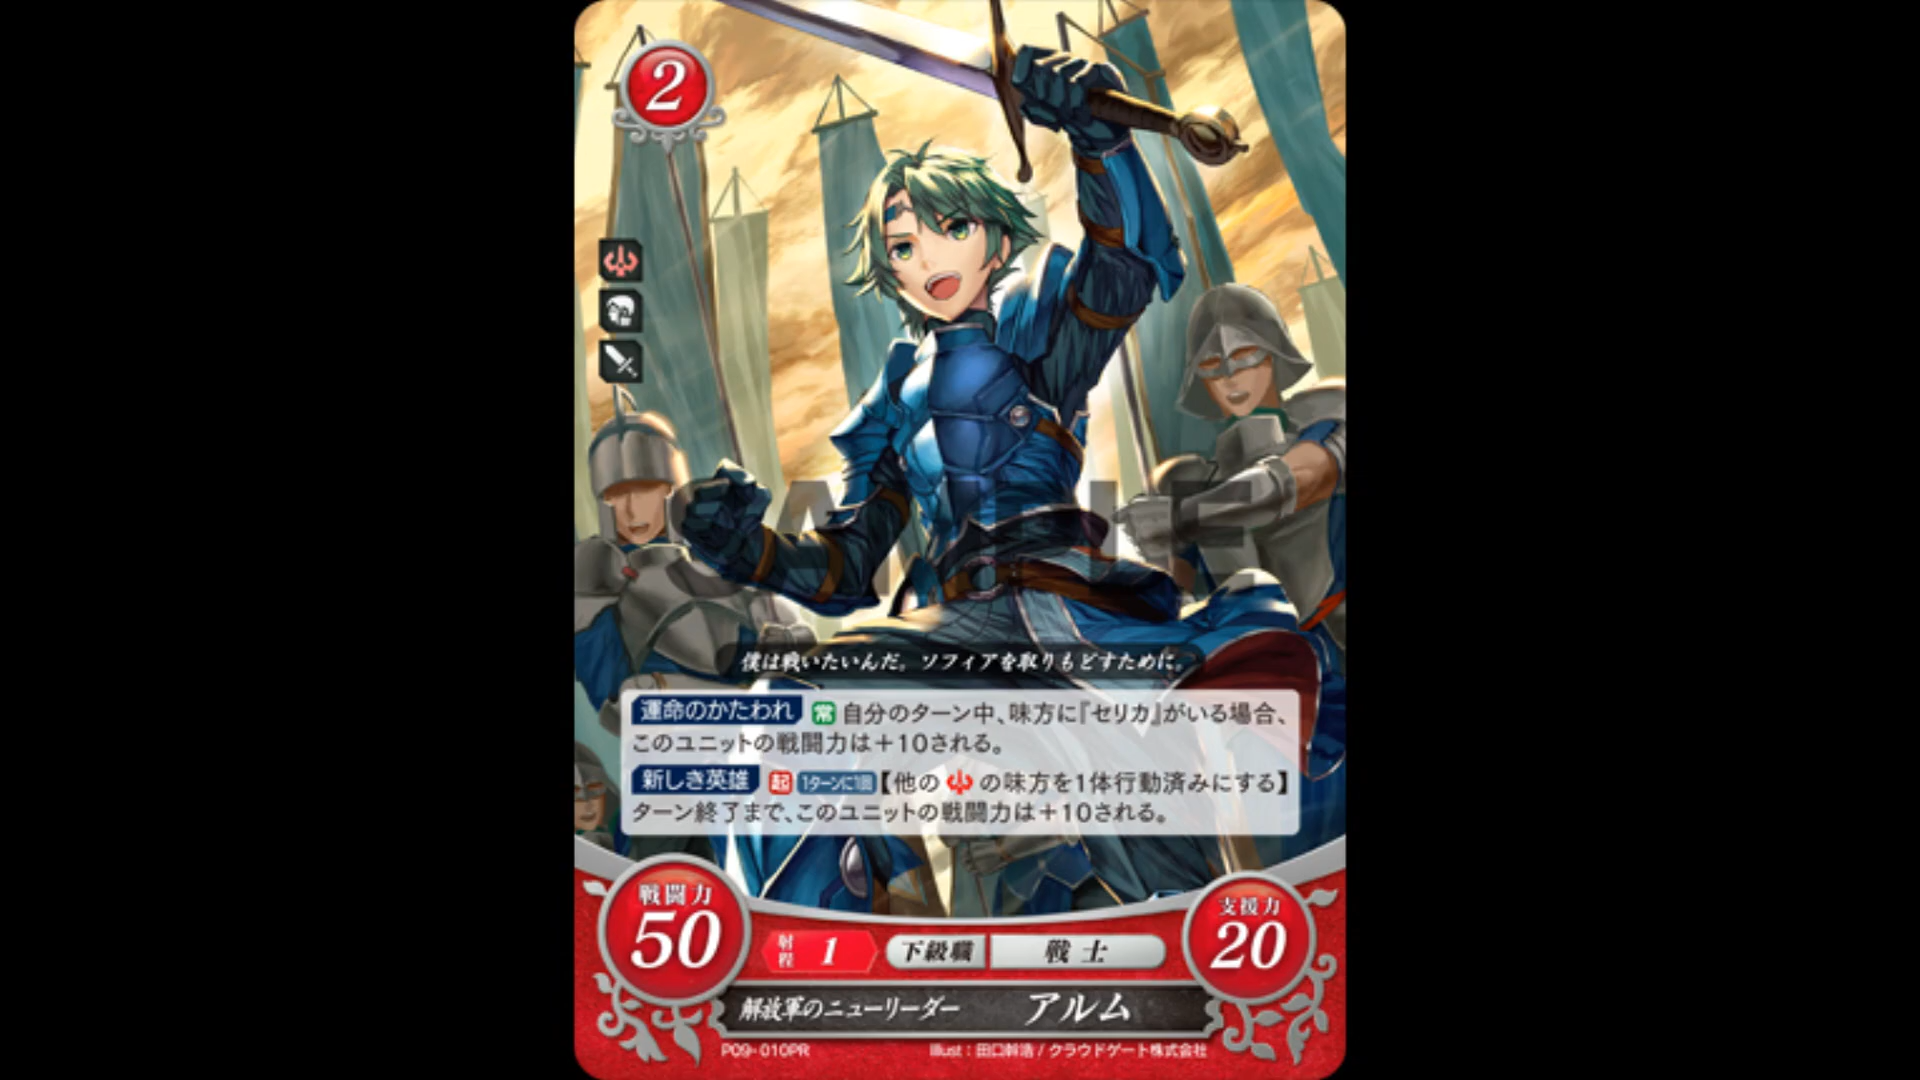 2
SAMPLE
僕は戦いたいんだ。ソフィアを取りもどすために。
運命のかたわれ 常 自分のターン中、味方に『セリカ』がいる場合、
このユニットの戦闘力は＋10される。
新しき英雄 起 1ターンに1回【他の の味方を1体行動済みにする】
ターン終了まで、このユニットの戦闘力は＋10される。
戦闘力
50
射程 1 下級職 戦士
支援力
20
解放軍のニューリーダー アルム
P09-010PR Illust：田口幹浩/クラウドゲート株式会社